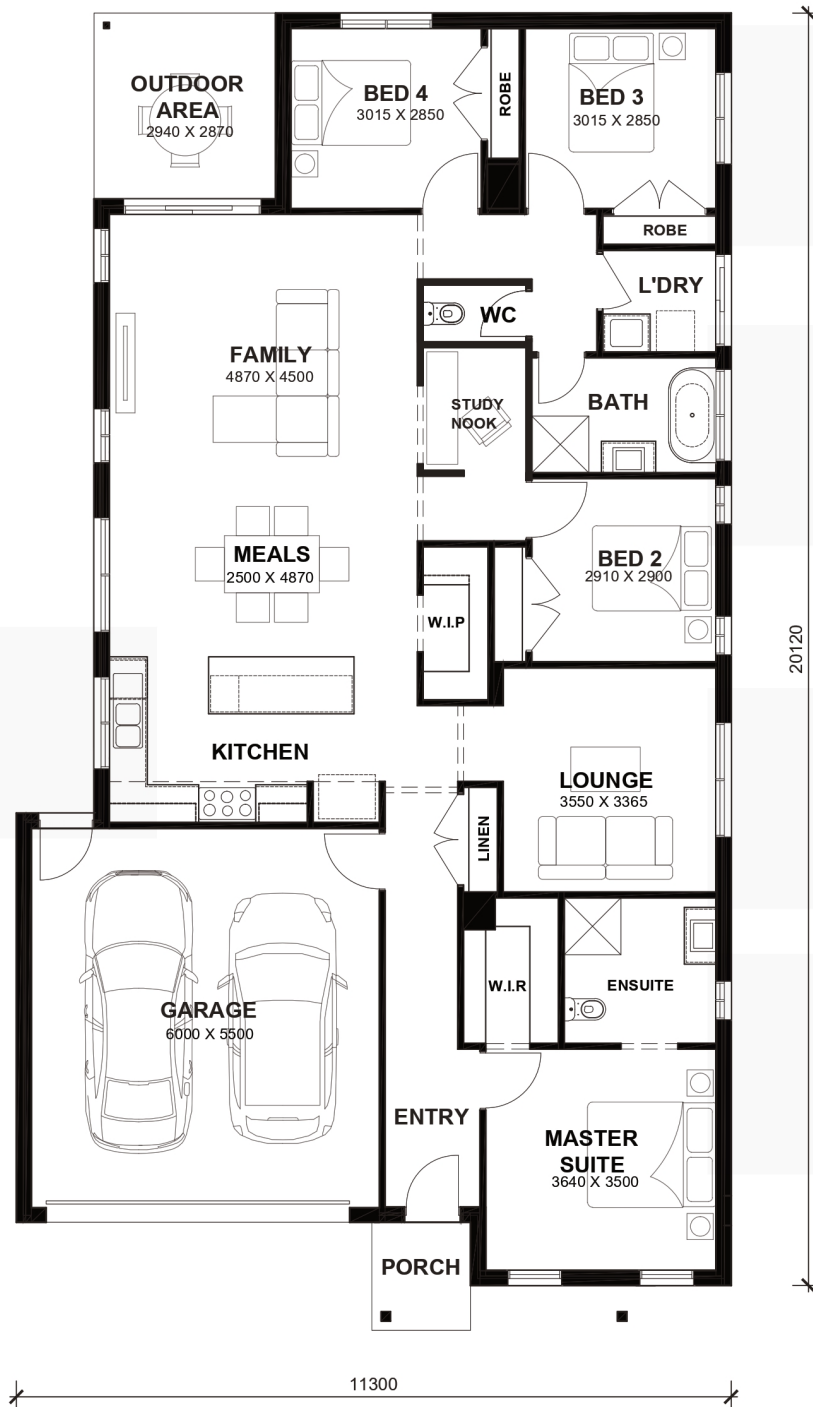 OUTDOOR
AREA
2940 X 2870
BED 4
3015 X 2850
ROBE
BED 3
3015 X 2850
ROBE
L'DRY
WC
FAMILY
4870 X 4500
STUDY
NOOK
BATH
MEALS
2500 X 4870
BED 2
2910 X 2900
W.I.P
20120
KITCHEN
LOUNGE
3550 X 3365
LINEN
GARAGE
6000 X 5500
W.I.R
ENSUITE
ENTRY
MASTER
SUITE
3640 X 3500
PORCH
11300